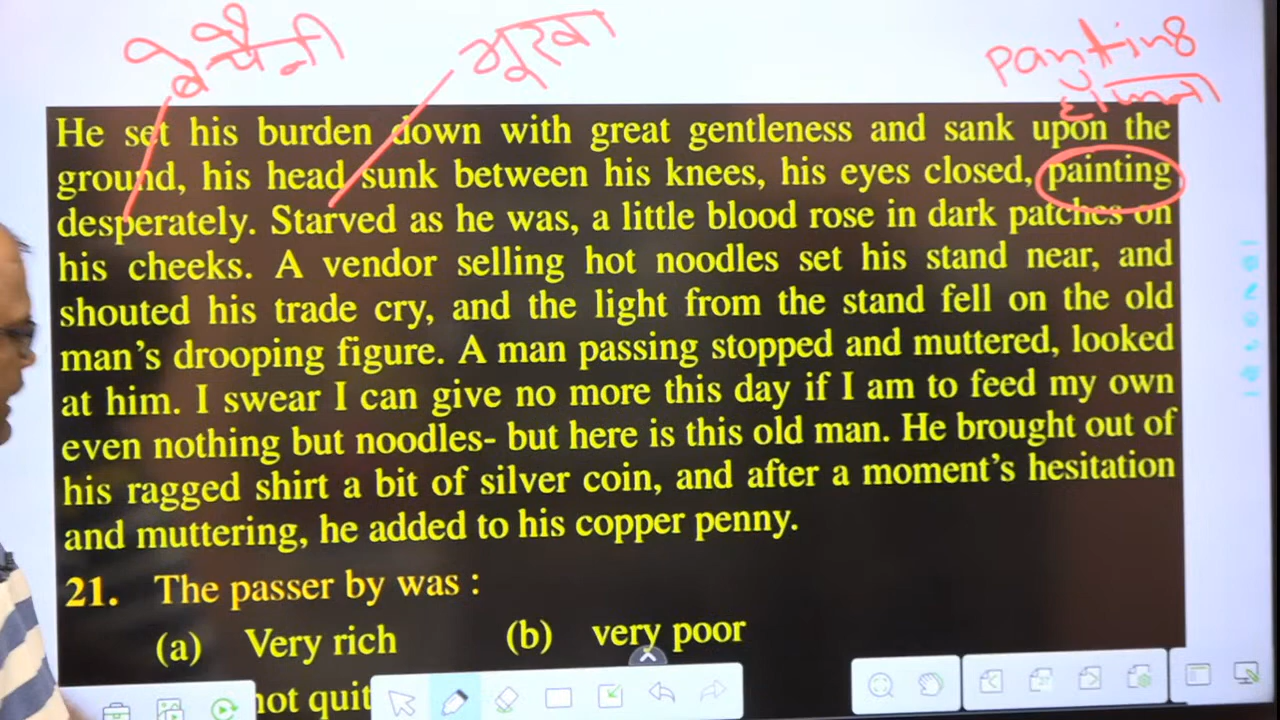 बेचैनी भूखा panting
हाँफना
He set his burden down with great gentleness and sank upon the
ground, his head sunk between his knees, his eyes closed, painting
desperately. Starved as he was, a little blood rose in dark patches on
his cheeks. A vendor selling hot noodles set his stand near, and
shouted his trade cry, and the light from the stand fell on the old
man’s drooping figure. A man passing stopped and muttered, looked
at him. I swear I can give no more this day if I am to feed my own
even nothing but noodles- but here is this old man. He brought out of
his ragged shirt a bit of silver coin, and after a moment’s hesitation
and muttering, he added to his copper penny.
21. The passer by was :
(a) Very rich (b) very poor
not quit